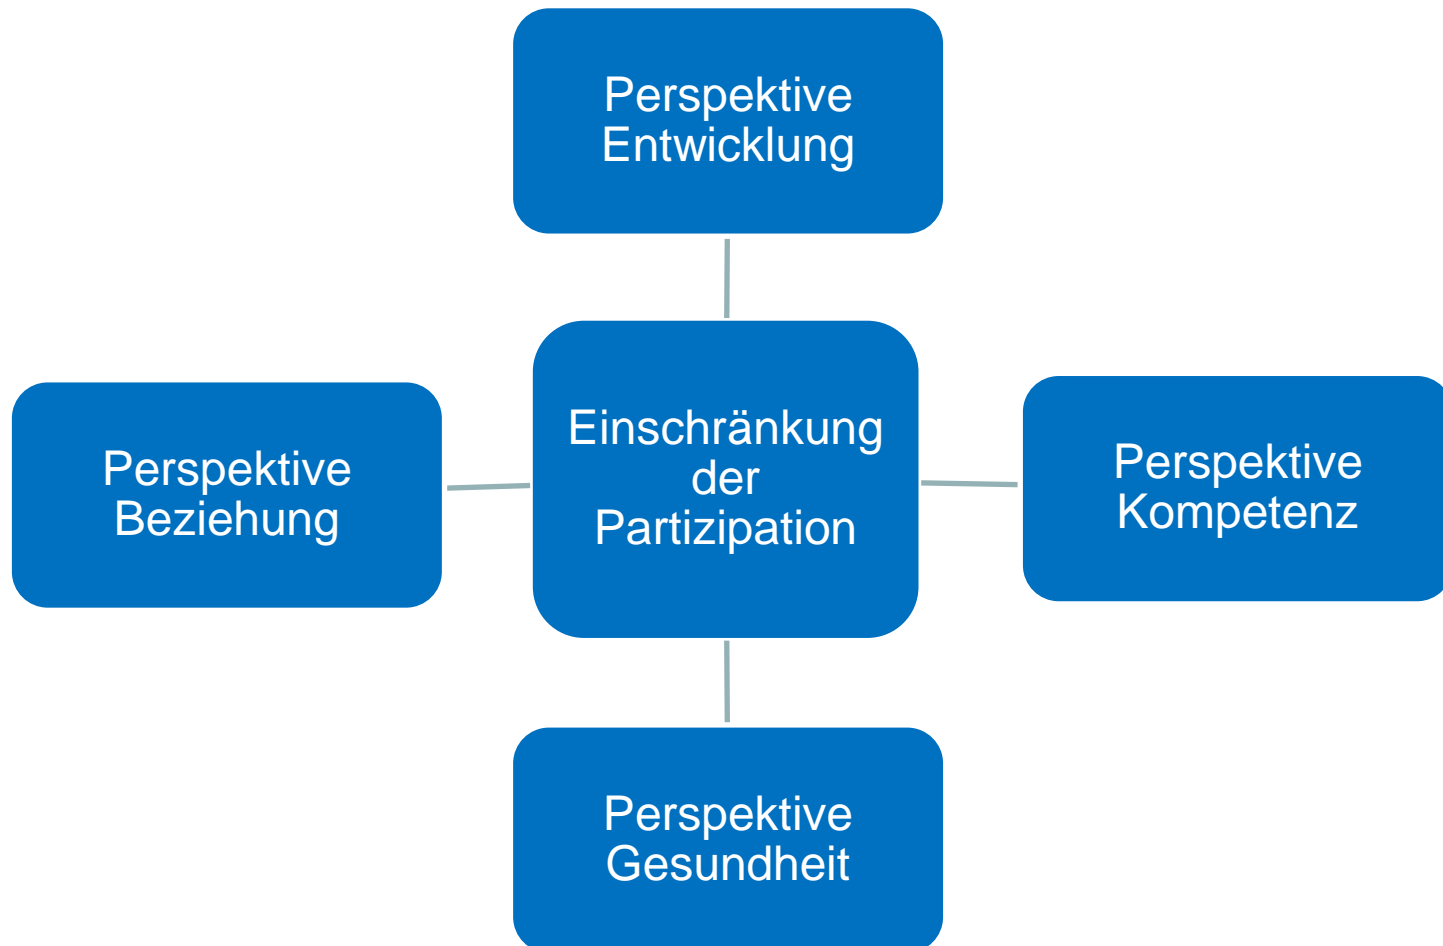 Perspektive
Entwicklung
Einschränkung
der
Partizipation
Perspektive
Beziehung
Perspektive
Kompetenz
Perspektive
Gesundheit